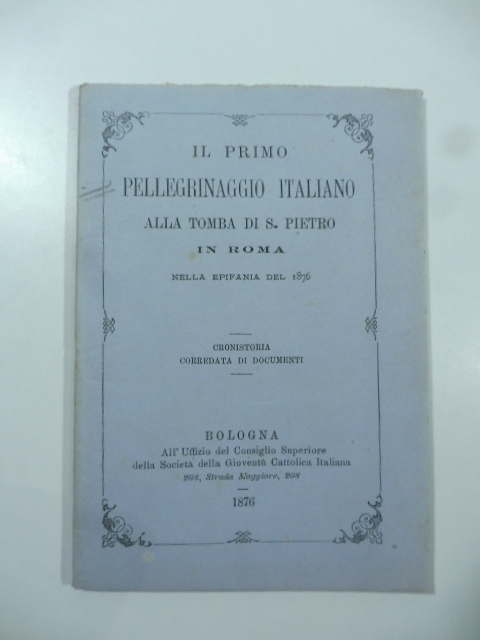 IL PRIMO
PELLEGRINAGGIO ITALIANO
ALLA TOMBA DI S. PIETRO
IN ROMA
NELLA EPIFANIA DEL 1876
CRONISTORIA
CORREDATA DI DOCUMENTI
BOLOGNA
All' Uffizio del Consiglio Superiore
della Società della Gioventù Cattolica Italiana
208, Strada Maggiore, 208
1876